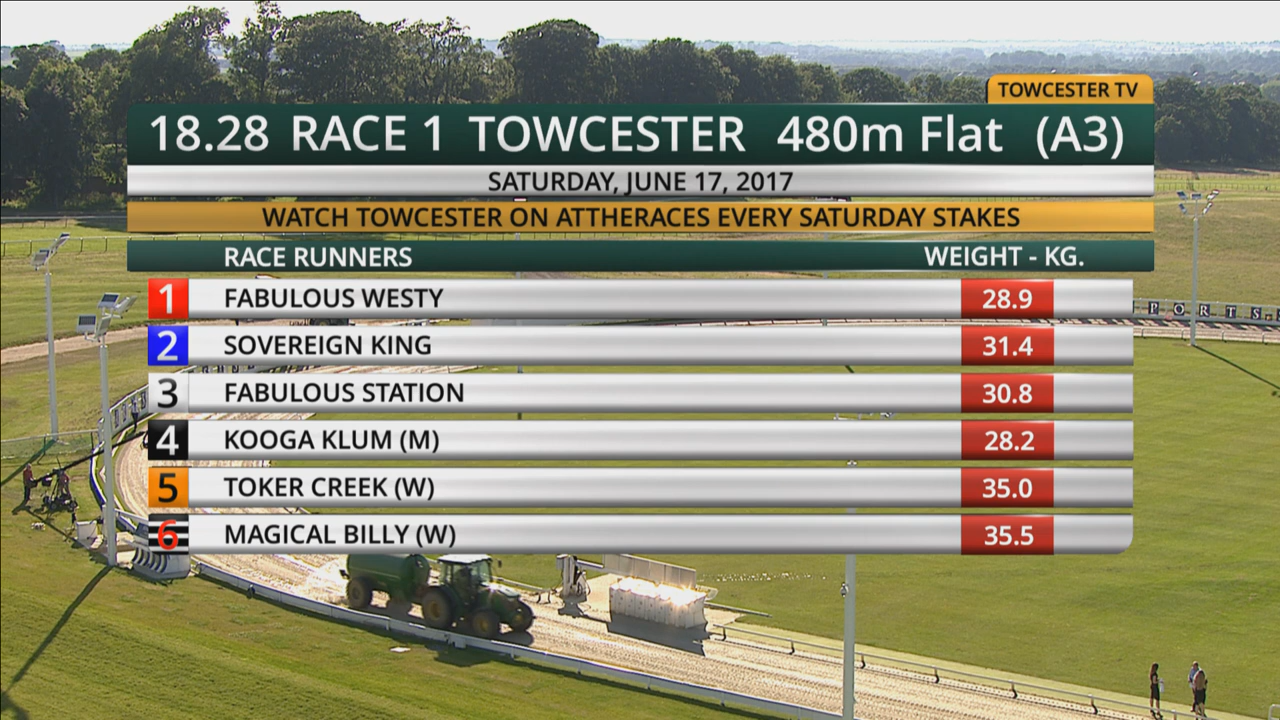 TOWCESTER TV
18.28 RACE 1 TOWCESTER 480m Flat (A3)
SATURDAY, JUNE 17, 2017
WATCH TOWCESTER ON ATTHERACES EVERY SATURDAY STAKES
RACE RUNNERS WEIGHT - KG.
1 FABULOUS WESTY 28.9
2 SOVEREIGN KING 31.4
3 FABULOUS STATION 30.8
4 KOOGA KLUM (M) 28.2
5 TOKER CREEK (W) 35.0
6 MAGICAL BILLY (W) 35.5